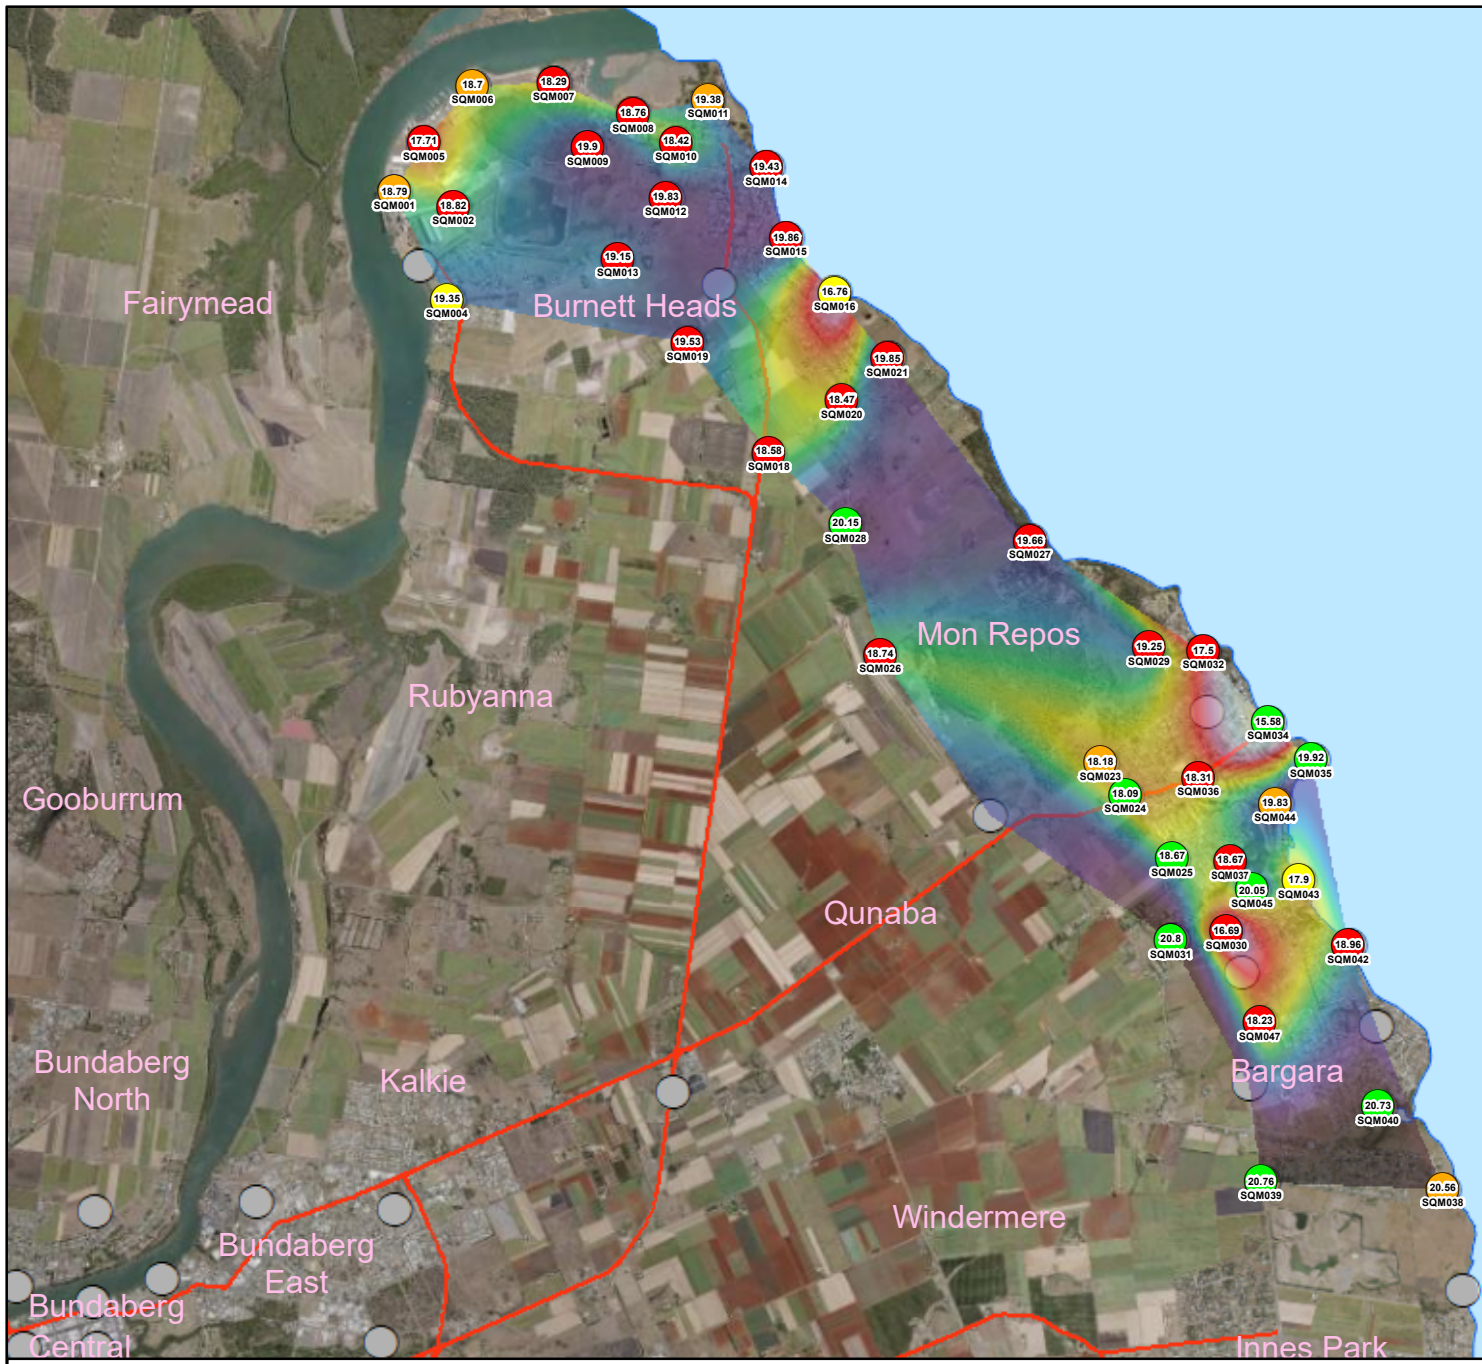 18.7
SQM006
18.29
SQM007
18.76
SQM008
19.38
SQM011
17.71
SQM005
19.9
SQM009
18.42
SQM010
19.43
SQM014
18.79
SQM001
18.82
SQM002
19.83
SQM012
19.86
SQM015
19.15
SQM013
19.35
SQM004
16.76
SQM016
Fairymead
Burnett Heads
19.53
SQM019
19.85
SQM021
18.47
SQM020
18.58
SQM018
20.15
SQM028
19.66
SQM027
Mon Repos
18.74
SQM026
19.25
SQM029
17.5
SQM032
Rubyanna
15.58
SQM034
18.18
SQM023
18.31
SQM036
19.92
SQM035
18.09
SQM024
19.83
SQM044
Gooburrum
18.67
SQM025
18.67
SQM037
20.05
SQM045
17.9
SQM043
Qunaba
20.8
SQM031
16.69
SQM030
18.96
SQM042
18.23
SQM047
Bundaberg
North
Kalkie
Bargara
20.73
SQM040
20.76
SQM039
20.56
SQM038
Windermere
Bundaberg
East
Bundaberg
Central
Innes Park